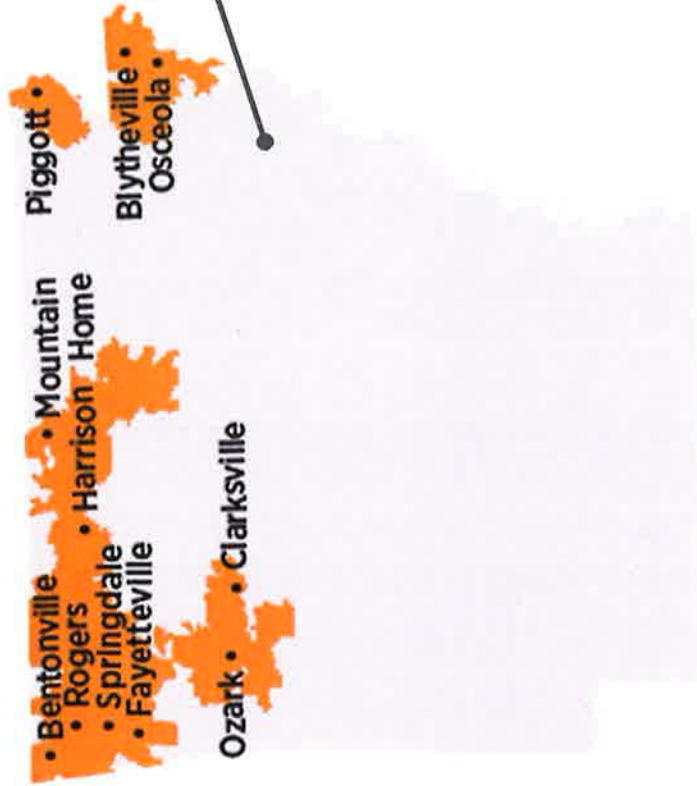 Bentonville
Rogers
Springdale
Fayetteville
Harrison
Mountain
Home
Piggott
Blytheville
Osceola
Ozark
Clarksville